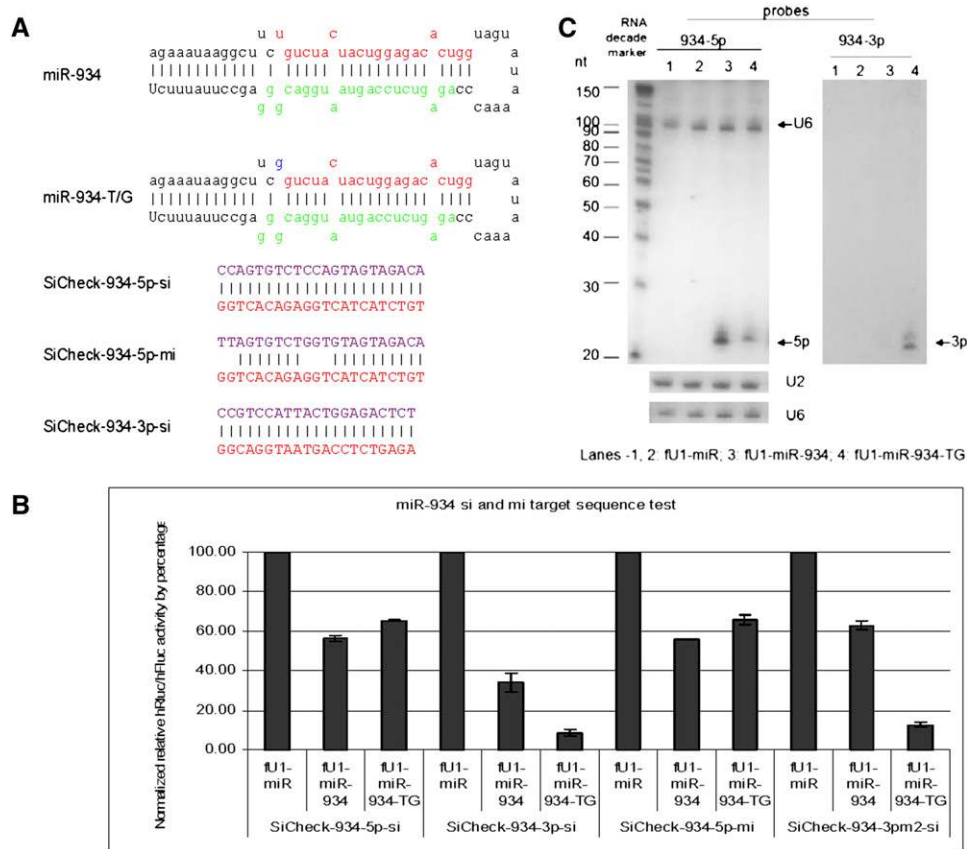 A
u u c a uagu
agaaauaaggcu c gucua uacuggagac cugg a
miR-934
u
Ucuuuauuccga g caggu augaccucug gacc a
gg a a caaa
u g c a uagu
agaaauaaggcu c gucua uacuggagac cugg a
miR-934-T/G
u
Ucuuuauuccga g caggu augaccucug gacc a
gg a a caaa
CCAGTGTCTCCAGTAGTAGACA
SiCheck-934-5p-si
GGTCACAGAGGTCATCATCTGT
TTAGTGTCTGGTGTAGTAGACA
SiCheck-934-5p-mi
GGTCACAGAGGTCATCATCTGT
CCGTCCATTACTGGAGACTCT
SiCheck-934-3p-si
GGCAGGTAATGACCTCTGAGA
C
RNA decade marker
probes
934-5p
934-3p
nt
1 2 3 4
1 2 3 4
150
100
90
80
70
60
50
40
30
20
U6
5p
3p
U2
U6
Lanes -1, 2: fU1-miR; 3: fU1-miR-934; 4: fU1-miR-934-TG
B
miR-934 si and mi target sequence test
Normalized relative hRluc/hFluc activity by percentage
100.00
80.00
60.00
40.00
20.00
0.00
fU1-miR
fU1-miR-934
fU1-miR-934-TG
fU1-miR
fU1-miR-934
fU1-miR-934-TG
fU1-miR
fU1-miR-934
fU1-miR-934-TG
fU1-miR
fU1-miR-934
fU1-miR-934-TG
SiCheck-934-5p-si
SiCheck-934-3p-si
SiCheck-934-5p-mi
SiCheck-934-3pm2-si